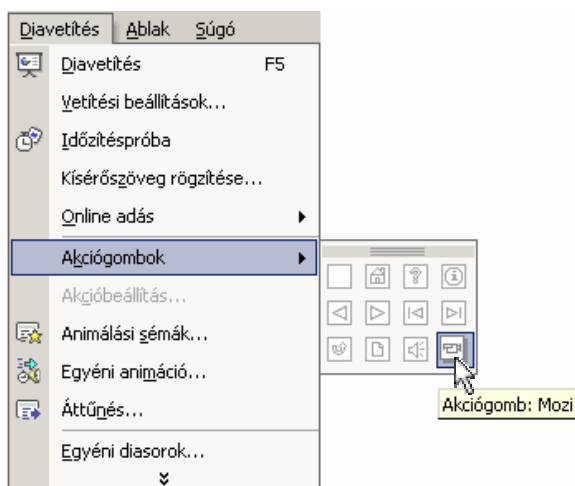 Diavetítés Ablak Súgó
Diavetítés F5
Vetítési beállítások...
Időzítéspróba
Kísérőszöveg rögzítése...
Online adás
Akciógombok
Akcióbeállítás...
Animálási sémák...
Egyéni animáció...
Áttűnés...
Egyéni diasorok...
Akciógomb: Mozi